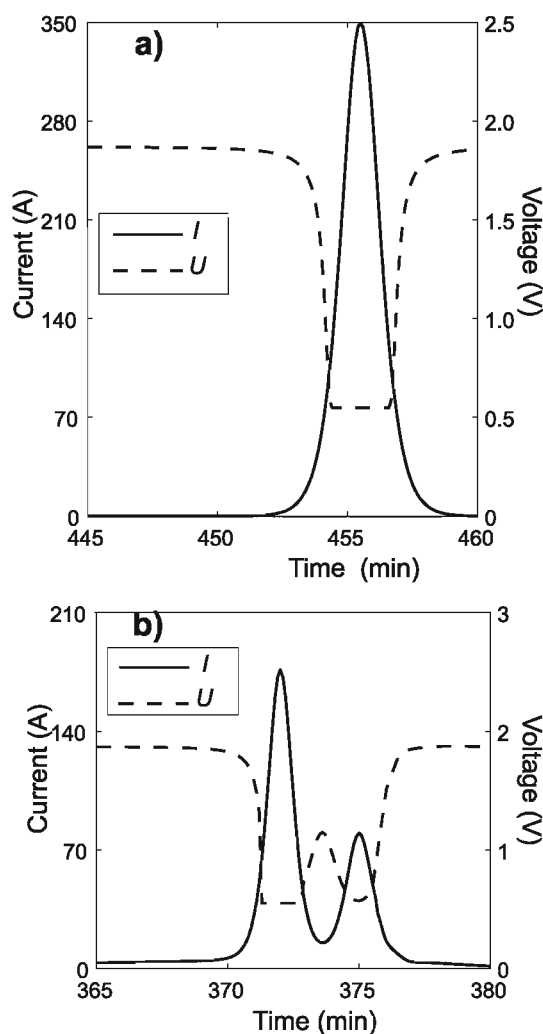 a)
350
280
210
140
70
0
Current (A)
2.5
2.0
1.5
1.0
0.5
0
Voltage (V)
I
U
445
450
455
460
Time (min)
b)
210
140
70
0
Current (A)
3
2
1
0
Voltage (V)
I
U
365
370
375
380
Time (min)